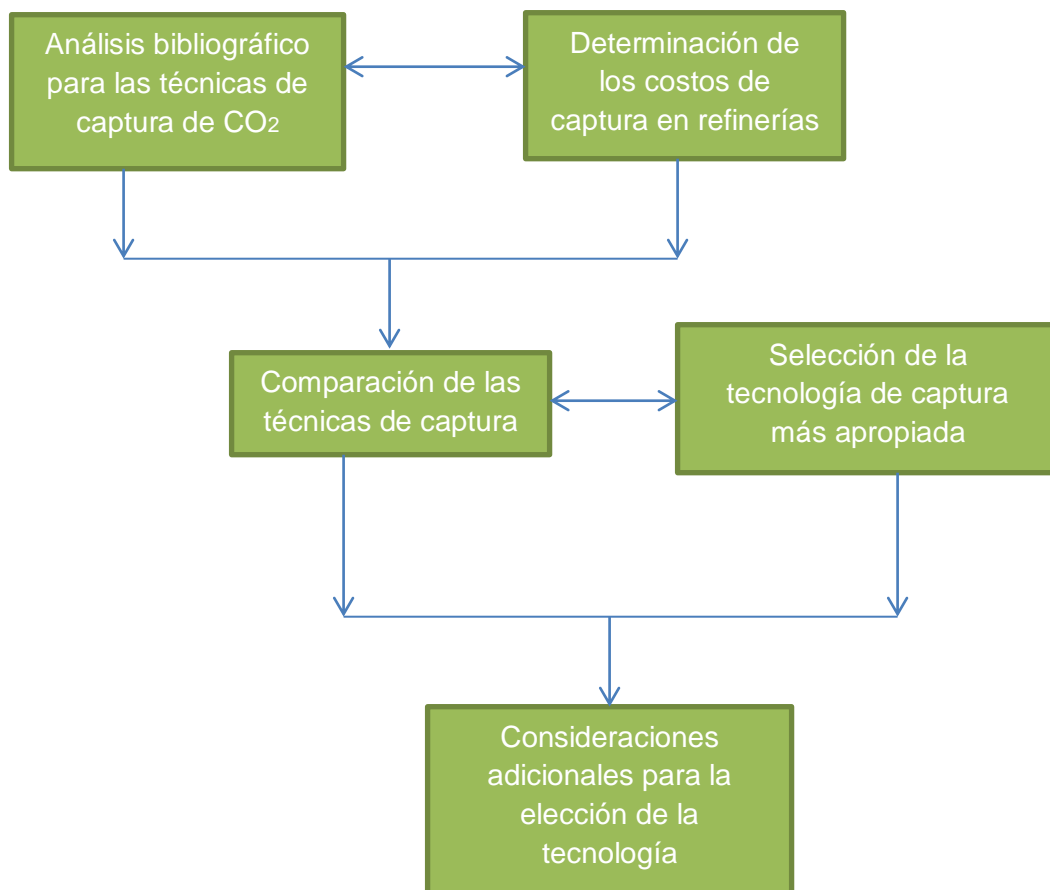 Análisis bibliográfico
para las técnicas de
captura de CO2
Determinación de
los costos de
captura en refinerías
Comparación de las
técnicas de captura
Selección de la
tecnología de captura
más apropiada
Consideraciones
adicionales para la
elección de la
tecnología